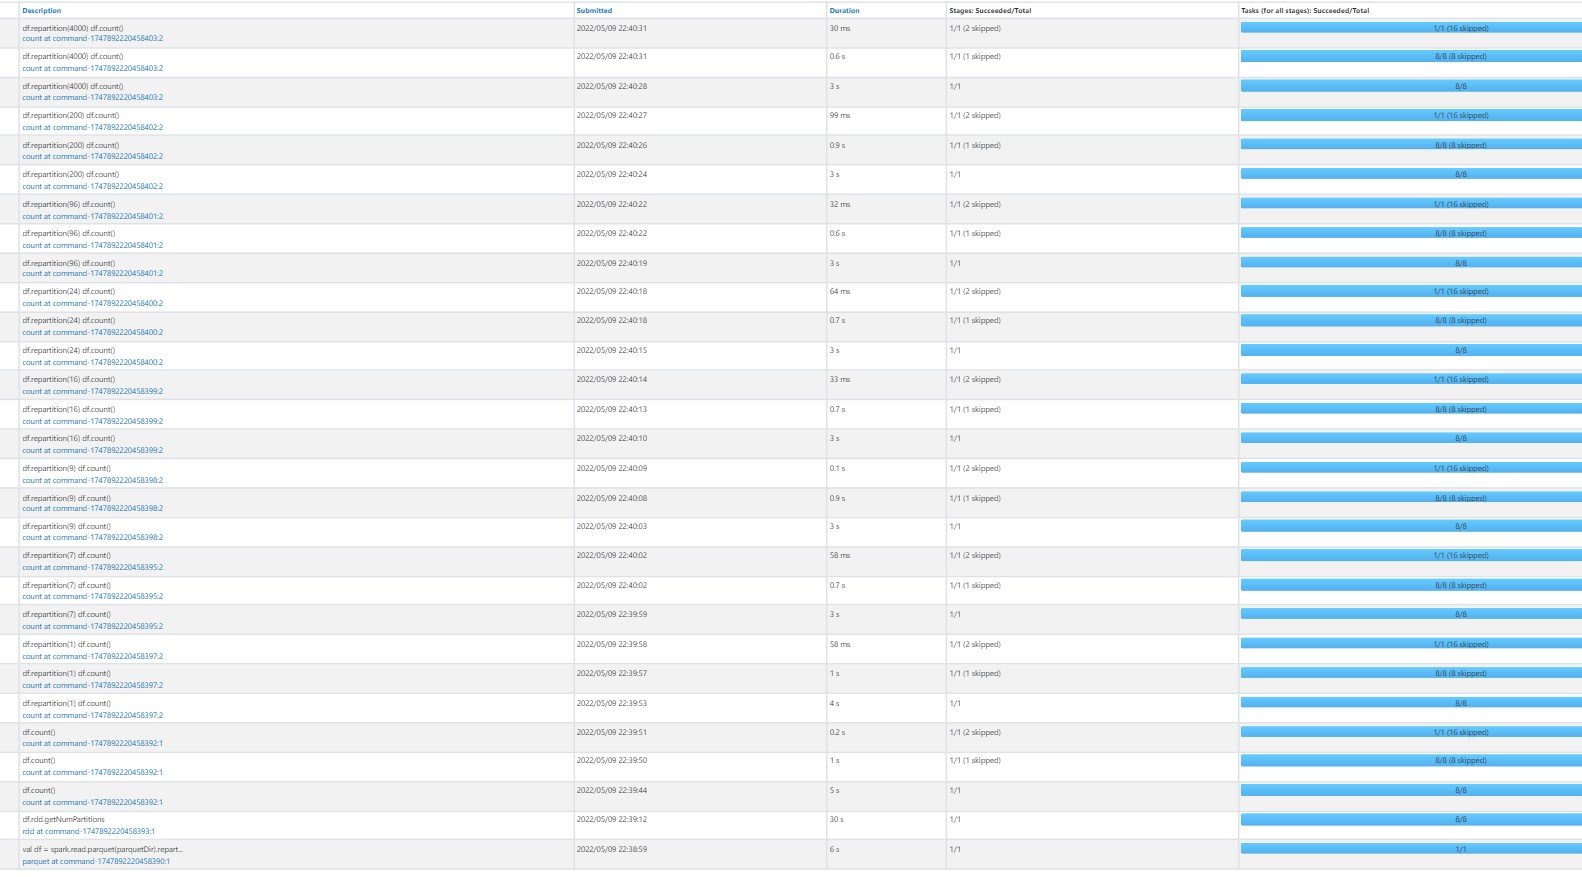 Description Submitted Duration Stages: Succeeded/Total Tasks (for all stages): Succeeded/Total
df.repartition(4000) df.count() 2022/05/09 22:40:31 30 ms 1/1 (2 skipped) 1/1 (16 skipped)
count at command-1747892220458403:2
df.repartition(4000) df.count() 2022/05/09 22:40:31 0.6 s 1/1 (1 skipped) 8/8 (8 skipped)
count at command-1747892220458403:2
df.repartition(4000) df.count() 2022/05/09 22:40:28 3 s 1/1 8/8
count at command-1747892220458403:2
df.repartition(200) df.count() 2022/05/09 22:40:27 99 ms 1/1 (2 skipped) 1/1 (16 skipped)
count at command-1747892220458402:2
df.repartition(200) df.count() 2022/05/09 22:40:26 0.9 s 1/1 (1 skipped) 8/8 (8 skipped)
count at command-1747892220458402:2
df.repartition(200) df.count() 2022/05/09 22:40:24 3 s 1/1 8/8
count at command-1747892220458402:2
df.repartition(96) df.count() 2022/05/09 22:40:22 32 ms 1/1 (2 skipped) 1/1 (16 skipped)
count at command-1747892220458401:2
df.repartition(96) df.count() 2022/05/09 22:40:22 0.6 s 1/1 (1 skipped) 8/8 (8 skipped)
count at command-1747892220458401:2
df.repartition(96) df.count() 2022/05/09 22:40:19 3 s 1/1 8/8
count at command-1747892220458401:2
df.repartition(24) df.count() 2022/05/09 22:40:18 64 ms 1/1 (2 skipped) 1/1 (16 skipped)
count at command-1747892220458400:2
df.repartition(24) df.count() 2022/05/09 22:40:18 0.7 s 1/1 (1 skipped) 8/8 (8 skipped)
count at command-1747892220458400:2
df.repartition(24) df.count() 2022/05/09 22:40:15 3 s 1/1 8/8
count at command-1747892220458400:2
df.repartition(16) df.count() 2022/05/09 22:40:14 33 ms 1/1 (2 skipped) 1/1 (16 skipped)
count at command-1747892220458399:2
df.repartition(16) df.count() 2022/05/09 22:40:13 0.7 s 1/1 (1 skipped) 8/8 (8 skipped)
count at command-1747892220458399:2
df.repartition(16) df.count() 2022/05/09 22:40:10 3 s 1/1 8/8
count at command-1747892220458399:2
df.repartition(9) df.count() 2022/05/09 22:40:09 0.1 s 1/1 (2 skipped) 1/1 (16 skipped)
count at command-1747892220458398:2
df.repartition(9) df.count() 2022/05/09 22:40:08 0.9 s 1/1 (1 skipped) 8/8 (8 skipped)
count at command-1747892220458398:2
df.repartition(9) df.count() 2022/05/09 22:40:03 3 s 1/1 8/8
count at command-1747892220458398:2
df.repartition(7) df.count() 2022/05/09 22:40:02 58 ms 1/1 (2 skipped) 1/1 (16 skipped)
count at command-1747892220458395:2
df.repartition(7) df.count() 2022/05/09 22:40:02 0.7 s 1/1 (1 skipped) 8/8 (8 skipped)
count at command-1747892220458395:2
df.repartition(7) df.count() 2022/05/09 22:39:59 3 s 1/1 8/8
count at command-1747892220458395:2
df.repartition(1) df.count() 2022/05/09 22:39:58 58 ms 1/1 (2 skipped) 1/1 (16 skipped)
count at command-1747892220458397:2
df.repartition(1) df.count() 2022/05/09 22:39:57 1 s 1/1 (1 skipped) 8/8 (8 skipped)
count at command-1747892220458397:2
df.repartition(1) df.count() 2022/05/09 22:39:53 4 s 1/1 8/8
count at command-1747892220458397:2
df.count() 2022/05/09 22:39:51 0.2 s 1/1 (2 skipped) 1/1 (16 skipped)
count at command-1747892220458392:1
df.count() 2022/05/09 22:39:50 1 s 1/1 (1 skipped) 8/8 (8 skipped)
count at command-1747892220458392:1
df.count() 2022/05/09 22:39:44 5 s 1/1 8/8
count at command-1747892220458392:1
df.rdd.getNumPartitions 2022/05/09 22:39:12 30 s 1/1 8/8
rdd at command-1747892220458393:1
val df = spark.read.parquet(parquetDir).repart... 2022/05/09 22:38:59 6 s 1/1 1/1
parquet at command-1747892220458390:1